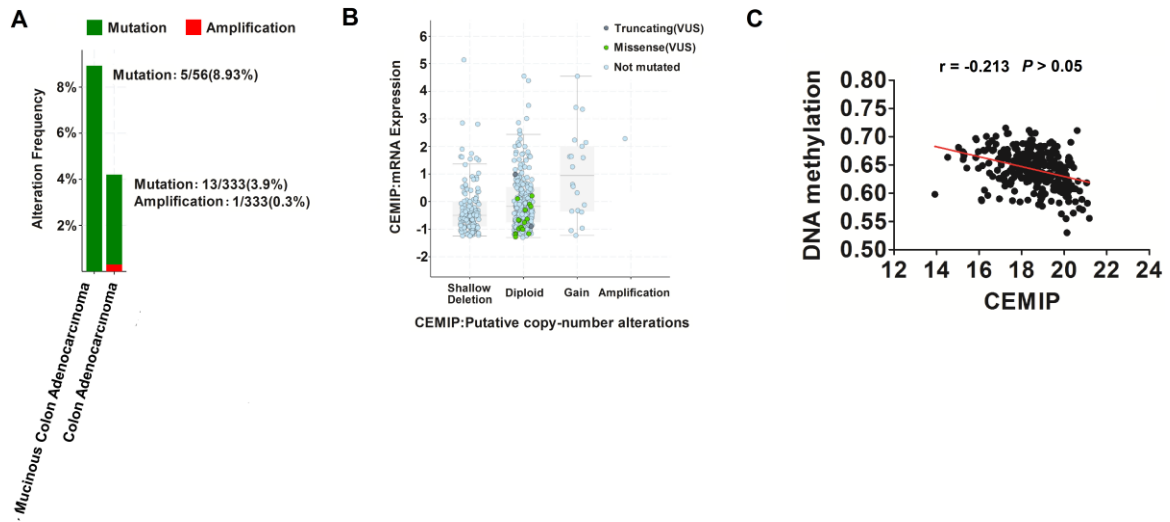 A
Mutation
Amplification
Alteration Frequency
8%
6%
4%
2%
Mutation: 5/56(8.93%)
Mutation: 13/333(3.9%)
Amplification: 1/333(0.3%)
Mucinous Colon Adenocarcinoma
Colon Adenocarcinoma
B
CEMIP:mRNA Expression
6
5
4
3
2
1
0
-1
-2
Truncating(VUS)
Missense(VUS)
Not mutated
Shallow
Deletion
Diploid
Gain
Amplification
CEMIP:Putative copy-number alterations
C
r = -0.213 P > 0.05
DNA methylation
0.80
0.75
0.70
0.65
0.60
0.55
0.50
12 14 16 18 20 22 24
CEMIP